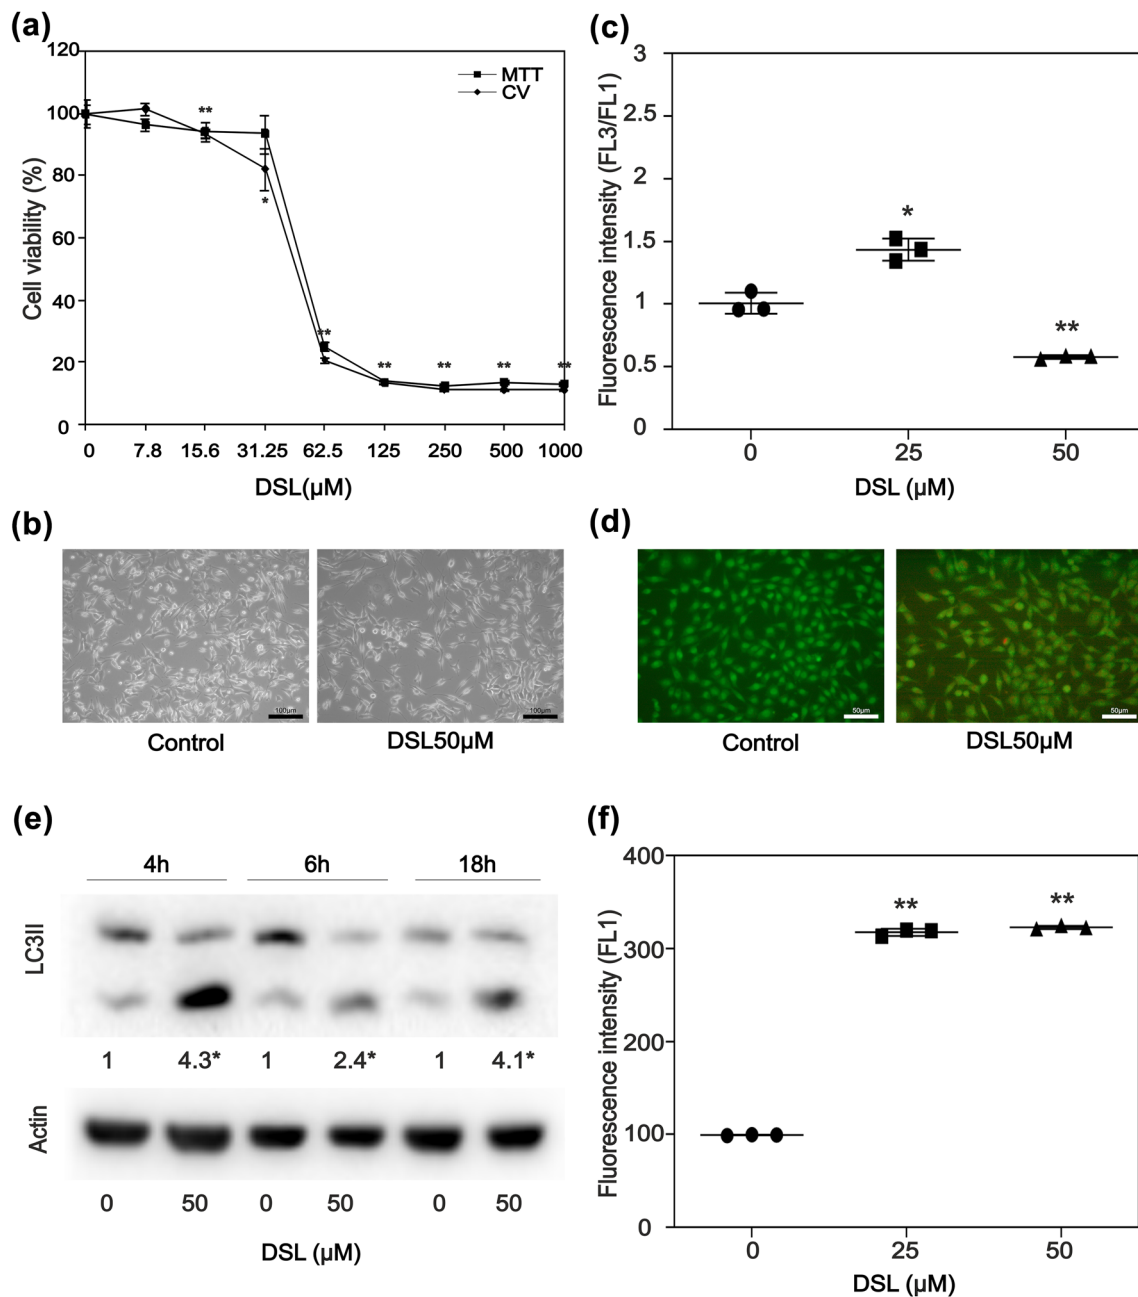 (a)
120
100
80
60
40
20
0
Cell viability (%)
MTT
CV
**
*
**
**
**
**
**
0 7.8 15.6 31.25 62.5 125 250 500 1000
DSL(µM)
(c)
3
2.5
2
1.5
1
0.5
0
Fluorescence intensity (FL3/FL1)
*
**
0 25 50
DSL (µM)
(b)
100µm
100µm
Control DSL50µM
(d)
50µm
50µm
Control DSL50µM
(e)
4h 6h 18h
LC3II
1 4.3* 1 2.4* 1 4.1*
Actin
0 50 0 50 0 50
DSL (µM)
(f)
400
300
200
100
0
Fluorescence intensity (FL1)
**
**
0 25 50
DSL (µM)